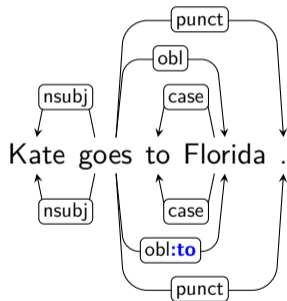 punct
obl
nsubj case
Kate goes to Florida .
nsubj case
obl:to
punct